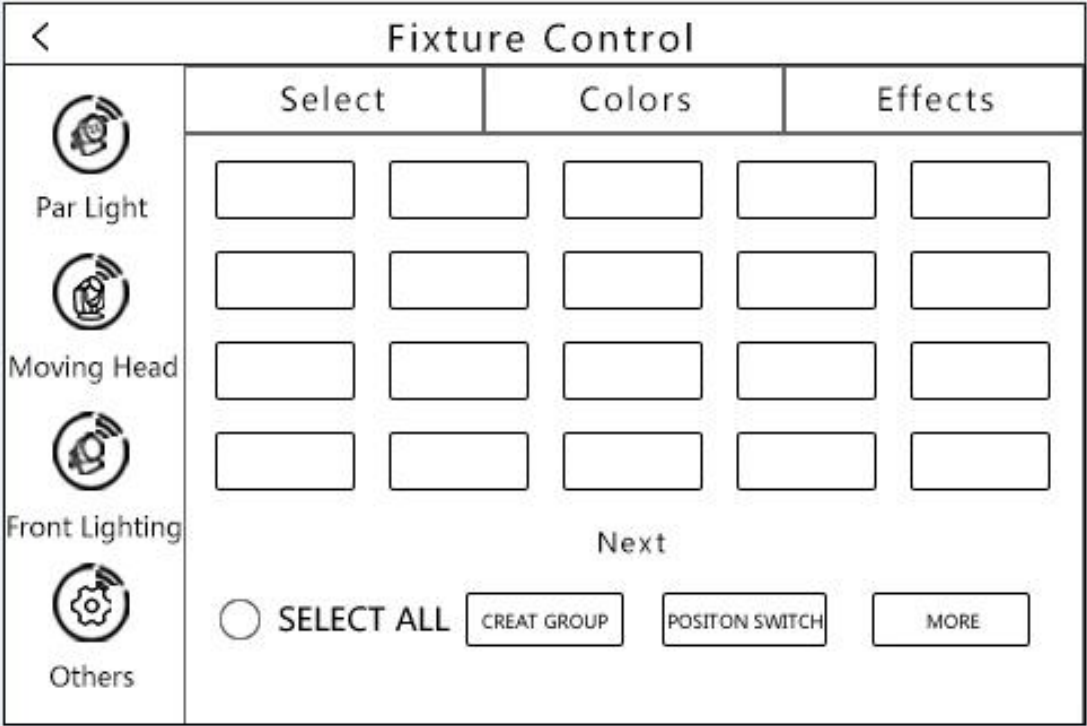 Fixture Control
Select Colors Effects
Par Light
Moving Head
Front Lighting
Others
Next
SELECT ALL CREAT GROUP POSITON SWITCH MORE